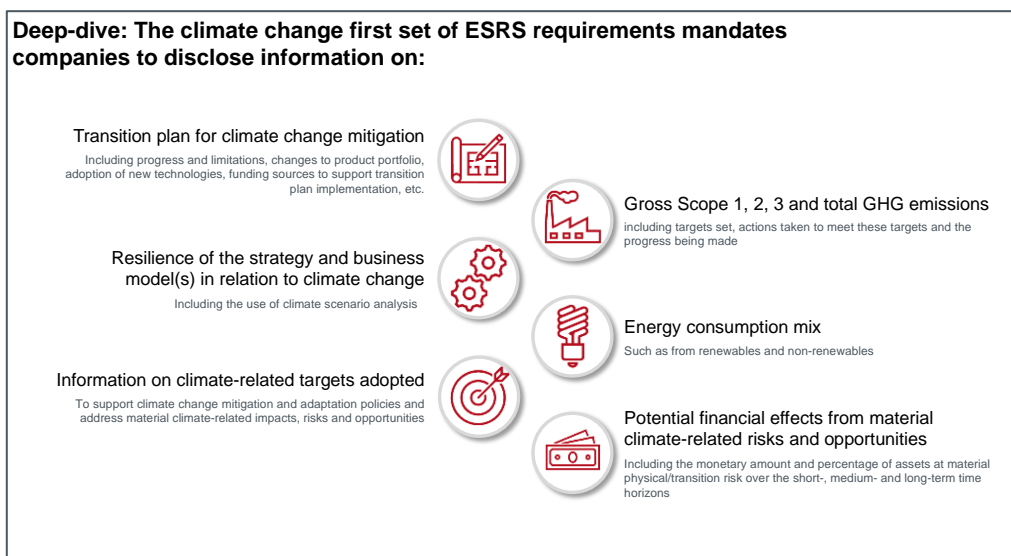 Deep-dive: The climate change first set of ESRS requirements mandates
companies to disclose information on:
Transition plan for climate change mitigation
Including progress and limitations, changes to product portfolio,
adoption of new technologies, funding sources to support transition
plan implementation, etc.
Gross Scope 1, 2, 3 and total GHG emissions
including targets set, actions taken to meet these targets and the
progress being made
Resilience of the strategy and business
model(s) in relation to climate change
Including the use of climate scenario analysis
Energy consumption mix
Such as from renewables and non-renewables
Information on climate-related targets adopted
To support climate change mitigation and adaptation policies and
address material climate-related impacts, risks and opportunities
Potential financial effects from material
climate-related risks and opportunities
Including the monetary amount and percentage of assets at material
physical/transition risk over the short-, medium- and long-term time
horizons